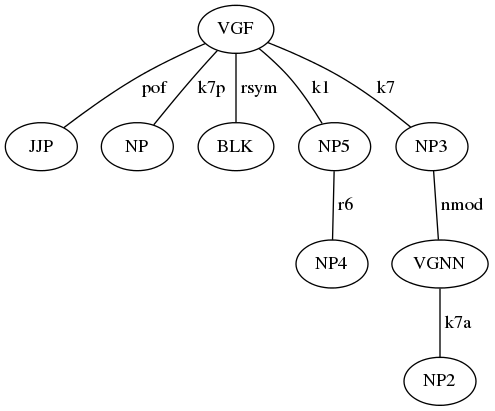 VGF
pof k7p rsym k1 k7
JJP NP BLK NP5 NP3
r6 nmod
NP4 VGNN
k7a
NP2